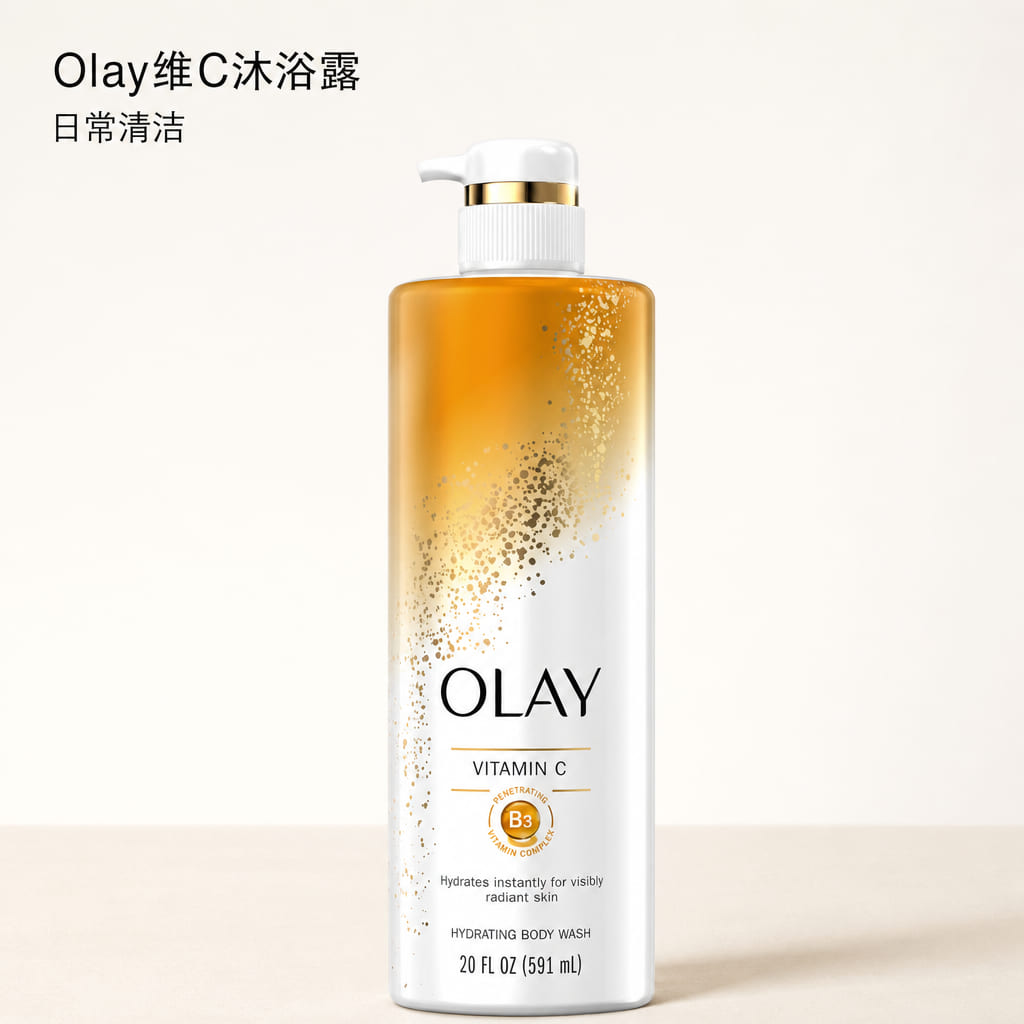 Olay维C沐浴露
日常清洁
OLAY
VITAMIN C
PENETRATING
B3
VITAMIN COMPLEX
Hydrates instantly for visibly
radiant skin
HYDRATING BODY WASH
20 FL OZ (591 mL)